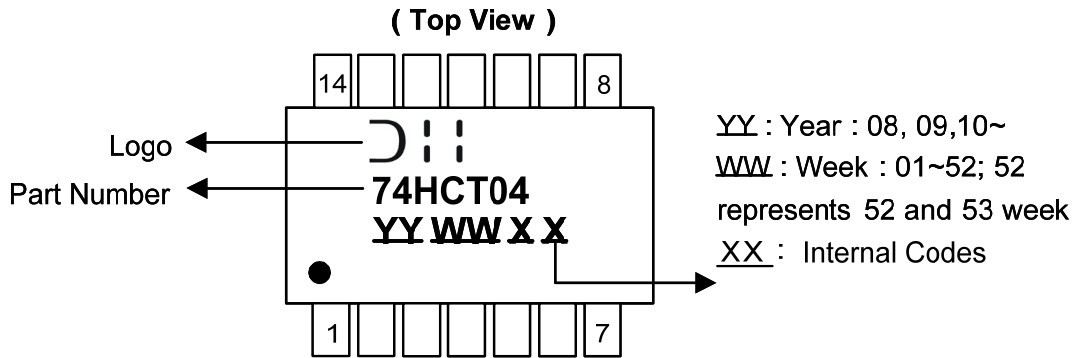 ( Top View )
14 8
Logo
Part Number
74HCT04
YY WW X X
1 7
YY : Year : 08, 09,10~
WW : Week : 01~52; 52
represents 52 and 53 week
XX : Internal Codes